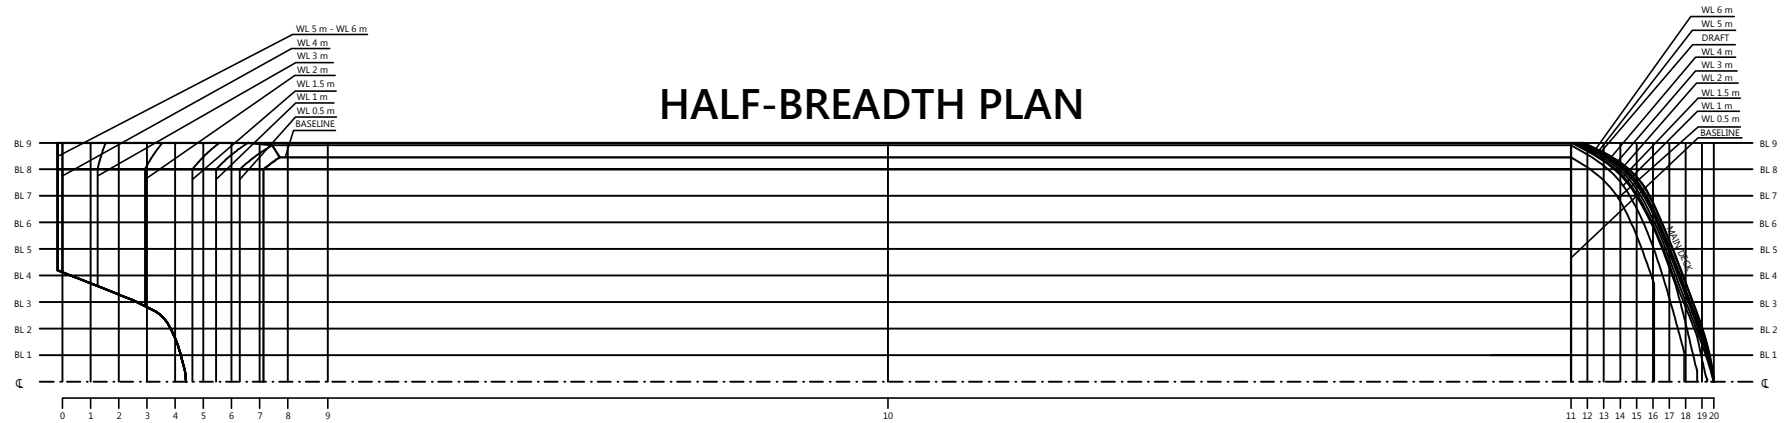 WL 5 m - WL 6 m
WL 4 m
WL 3 m
WL 2 m
WL 1.5 m
WL 1 m
WL 0.5 m
BASELINE
HALF-BREADTH PLAN
WL 6 m
WL 5 m
DRAFT
WL 4 m
WL 3 m
WL 2 m
WL 1.5 m
WL 1 m
WL 0.5 m
BASELINE
BL 9
BL 8
BL 7
BL 6
BL 5
BL 4
BL 3
BL 2
BL 1
℄
MAIN DECK
BL 9
BL 8
BL 7
BL 6
BL 5
BL 4
BL 3
BL 2
BL 1
℄
0 1 2 3 4 5 6 7 8 9 10 11 12 13 14 15 16 17 18 19 20